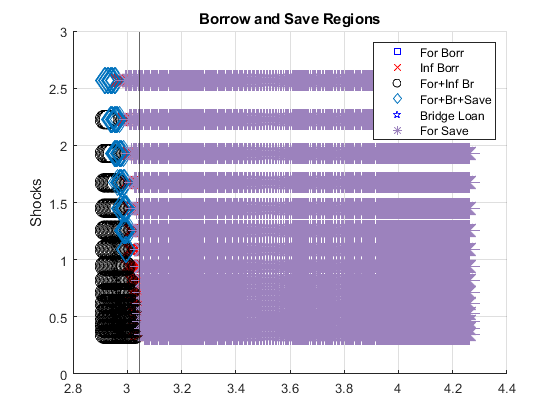 Borrow and Save Regions
3
2.5
2
1.5
1
0.5
0
Shocks
For Borr
Inf Borr
For+Inf Br
For+Br+Save
Bridge Loan
For Save
2.8 3 3.2 3.4 3.6 3.8 4 4.2 4.4